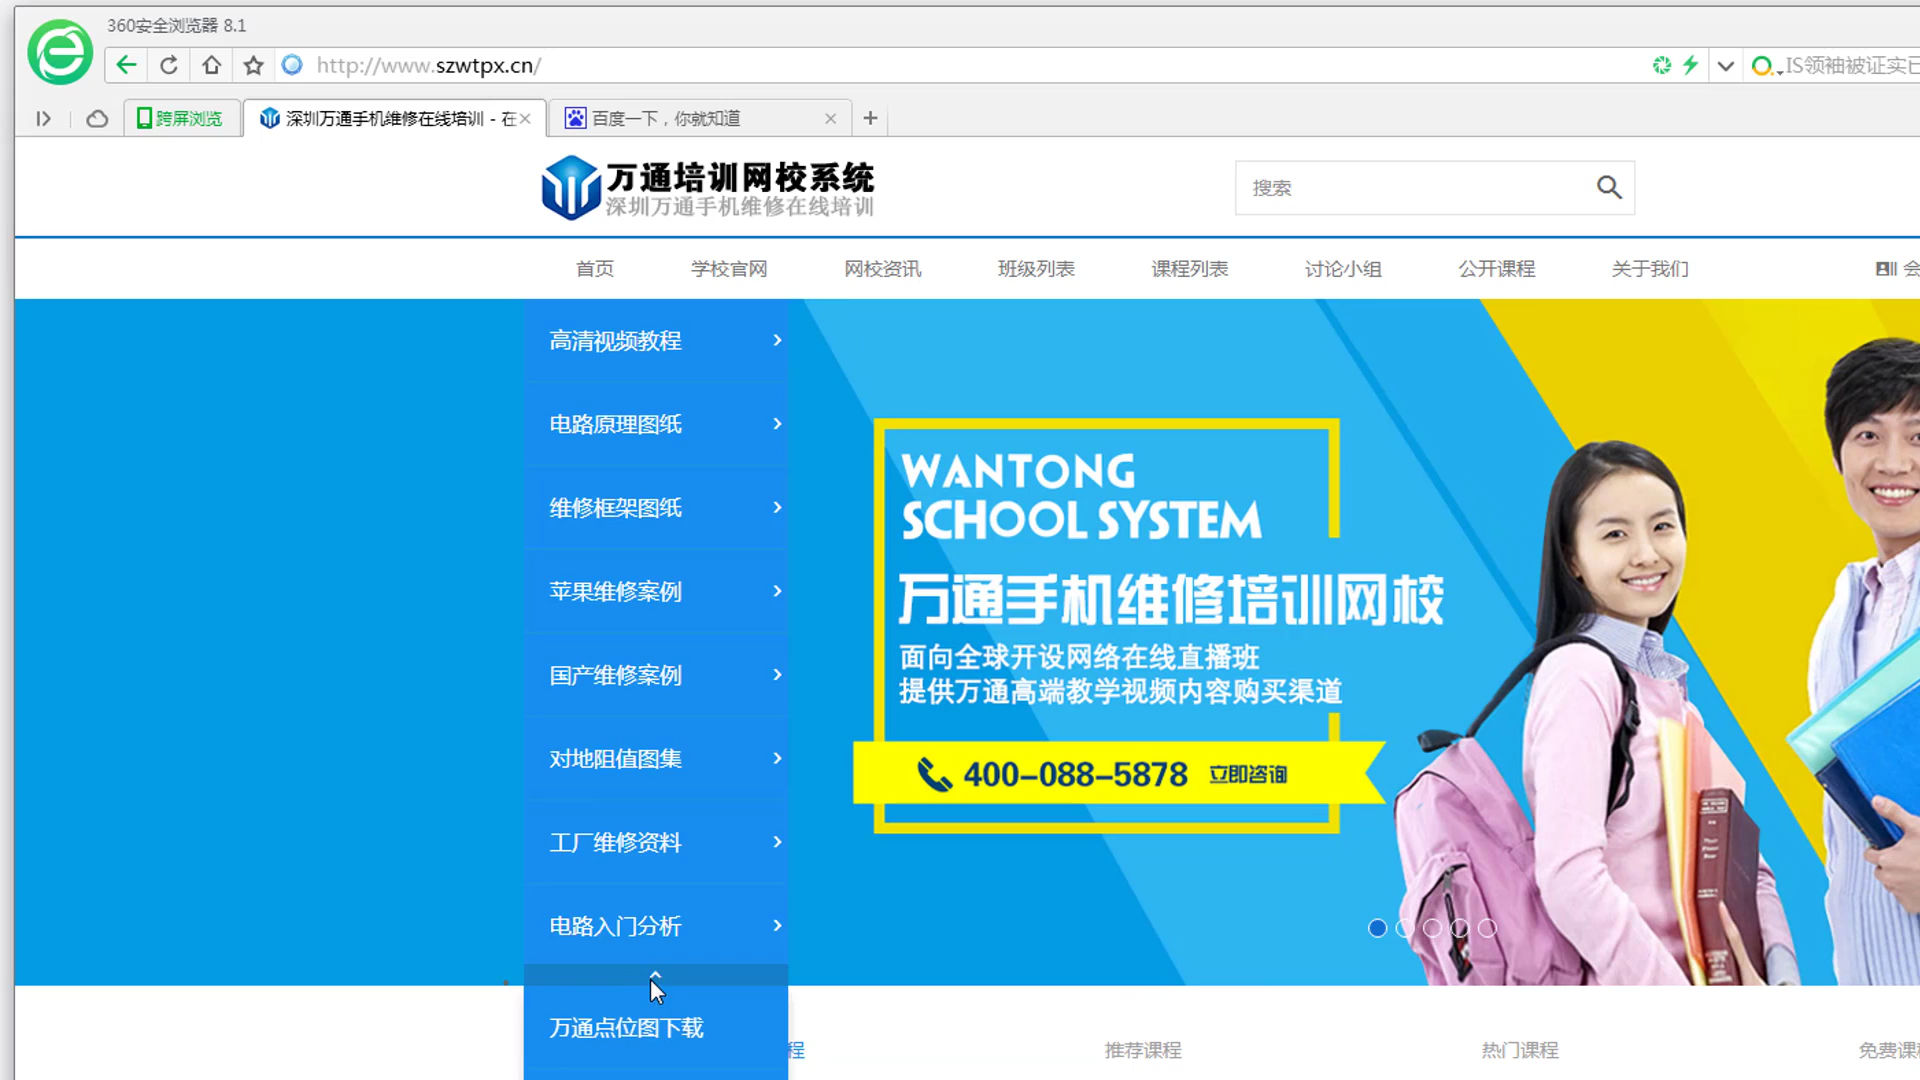 360安全浏览器 8.1
http://www.szwtpx.cn/
IS领袖被证实已
跨屏浏览
深圳万通手机维修在线培训 - 在
百度一下，你就知道
万通培训网校系统
深圳万通手机维修在线培训
搜索
首页
学校官网
网校资讯
班级列表
课程列表
讨论小组
公开课程
关于我们
会
高清视频教程
电路原理图纸
维修框架图纸
苹果维修案例
国产维修案例
对地阻值图集
工厂维修资料
电路入门分析
万通点位图下载
WANTONG
SCHOOL SYSTEM
万通手机维修培训网校
面向全球开设网络在线直播班
提供万通高端教学视频内容购买渠道
400-088-5878 立即咨询
程
推荐课程
热门课程
免费课